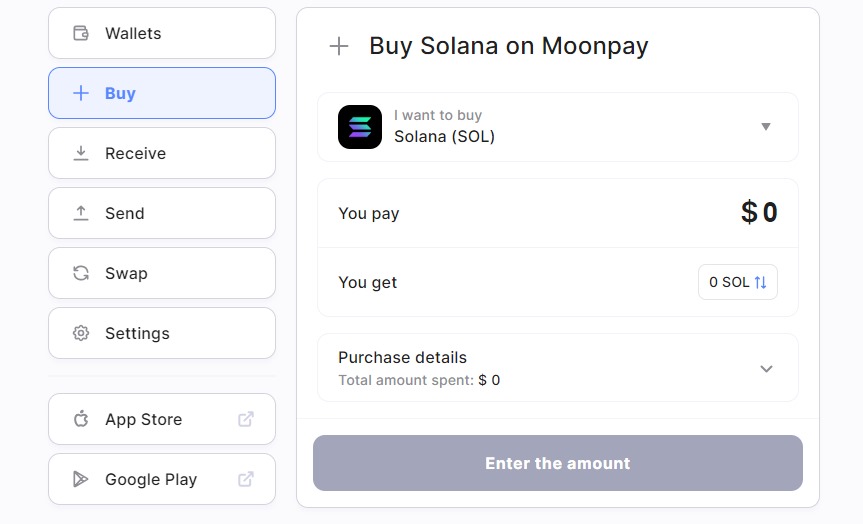 Wallets
Buy
Receive
Send
Swap
Settings
App Store
Google Play
Buy Solana on Moonpay
I want to buy
Solana (SOL)
You pay
$ 0
You get
0 SOL
Purchase details
Total amount spent: $ 0
Enter the amount